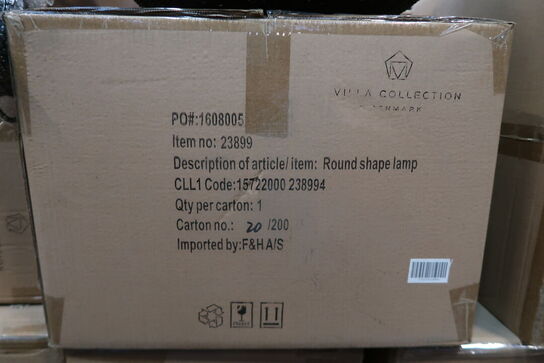 VILLA COLLECTION
DENMARK
PO#:1608005
Item no: 23899
Description of article/ item: Round shape lamp
CLL1 Code:15722000 238994
Qty per carton: 1
Carton no.: 20 /200
Imported by:F&H A/S